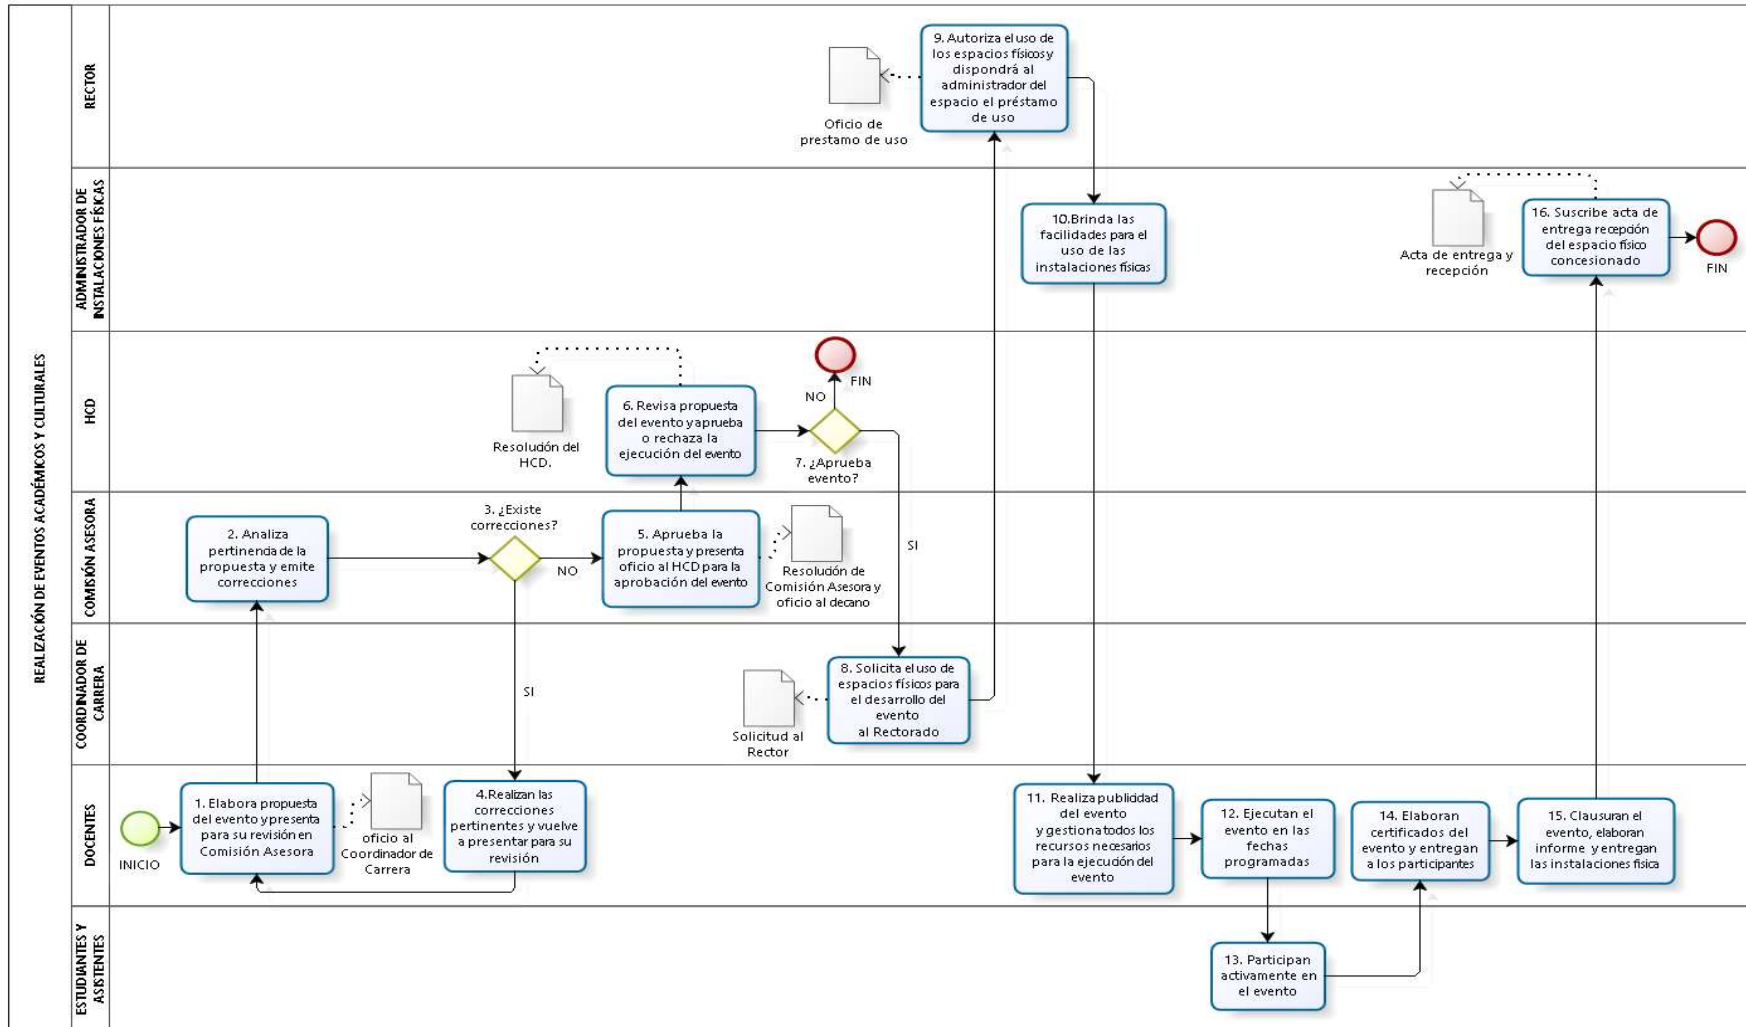 REALIZACIÓN DE EVENTOS ACADÉMICOS Y CULTURALES
RECTOR
9. Autoriza el uso de
los espacios físicos y
dispondrá al
administrador del
espacio el préstamo
de uso
Oficio de
prestamo de uso
ADMINISTRADOR DE
INSTALACIONES FÍSICAS
10.Brinda las
facilidades para el
uso de las
instalaciones físicas
Acta de entrega y
recepción
16. Suscribe acta de
entrega recepción
del espacio físico
concesionado
FIN
HCD
Resolución del
HCD.
6. Revisa propuesta
del evento y aprueba
o rechaza la
ejecución del evento
NO
FIN
7. ¿Aprueba
evento?
SI
COMISIÓN ASESORA
2. Analiza
pertinencia de la
propuesta y emite
correcciones
3. ¿Existe
correcciones?
NO
SI
5. Aprueba la
propuesta y presenta
oficio al HCD para la
aprobación del evento
Resolución de
Comisión Asesora y
oficio al decano
COORDINADOR DE
CARRERA
Solicitud al
Rector
8. Solicita el uso de
espacios físicos para
el desarrollo del
evento
al Rectorado
DOCENTES
INICIO
1. Elabora propuesta
del evento y presenta
para su revisión en
Comisión Asesora
oficio al
Coordinador de
Carrera
4.Realizan las
correcciones
pertinentes y vuelve
a presentar para su
revisión
11. Realiza publicidad
del evento
y gestiona todos los
recursos necesarios
para la ejecución del
evento
12. Ejecutan el
evento en las
fechas
programadas
14. Elaboran
certificados del
evento y entregan
a los participantes
15. Clausuran el
evento, elaboran
informe y entregan
las instalaciones física
ESTUDIANTES Y
ASISTENTES
13. Participan
activamente en
el evento